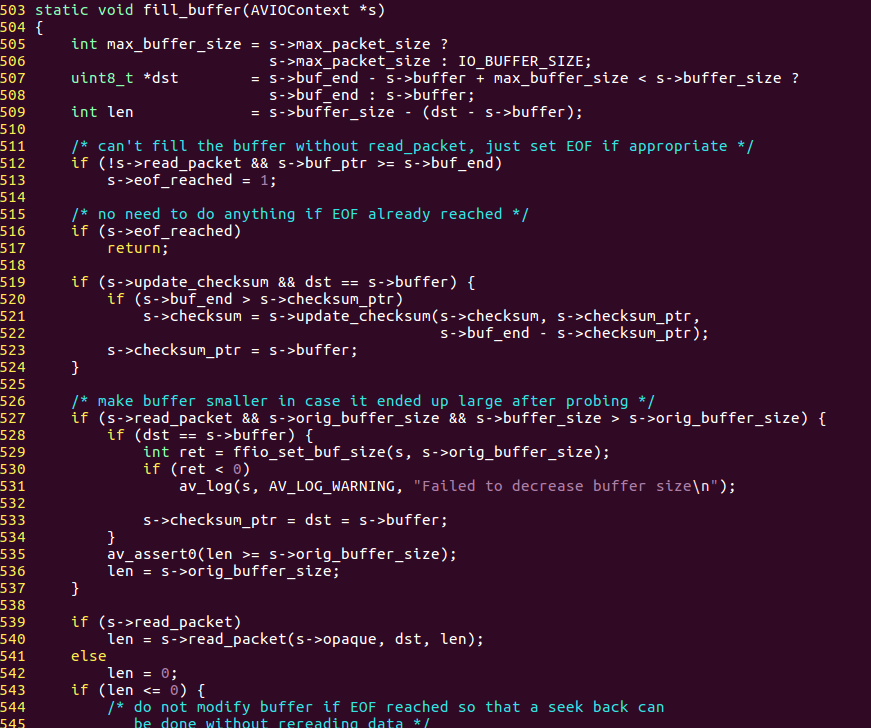 503 static void fill_buffer(AVIOContext *s)
504 {
505     int max_buffer_size = s->max_packet_size ?
506                           s->max_packet_size : IO_BUFFER_SIZE;
507     uint8_t *dst        = s->buf_end - s->buffer + max_buffer_size < s->buffer_size ?
508                           s->buf_end : s->buffer;
509     int len             = s->buffer_size - (dst - s->buffer);
510
511     /* can't fill the buffer without read_packet, just set EOF if appropriate */
512     if (!s->read_packet && s->buf_ptr >= s->buf_end)
513         s->eof_reached = 1;
514
515     /* no need to do anything if EOF already reached */
516     if (s->eof_reached)
517         return;
518
519     if (s->update_checksum && dst == s->buffer) {
520         if (s->buf_end > s->checksum_ptr)
521             s->checksum = s->update_checksum(s->checksum, s->checksum_ptr,
522                                              s->buf_end - s->checksum_ptr);
523         s->checksum_ptr = s->buffer;
524     }
525
526     /* make buffer smaller in case it ended up large after probing */
527     if (s->read_packet && s->orig_buffer_size && s->buffer_size > s->orig_buffer_size) {
528         if (dst == s->buffer) {
529             int ret = ffio_set_buf_size(s, s->orig_buffer_size);
530             if (ret < 0)
531                 av_log(s, AV_LOG_WARNING, "Failed to decrease buffer size\n");
532
533             s->checksum_ptr = dst = s->buffer;
534         }
535         av_assert0(len >= s->orig_buffer_size);
536         len = s->orig_buffer_size;
537     }
538
539     if (s->read_packet)
540         len = s->read_packet(s->opaque, dst, len);
541     else
542         len = 0;
543     if (len <= 0) {
544         /* do not modify buffer if EOF reached so that a seek back can
545            be done without rereading data */